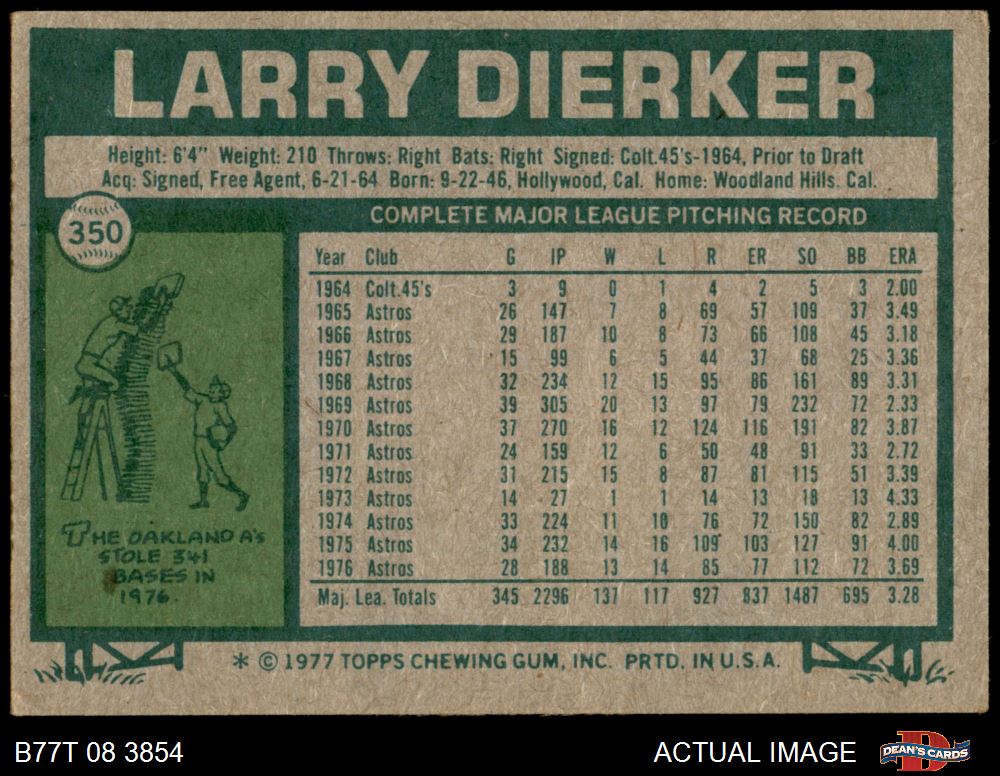 LARRY DIERKER
Height: 6'4" Weight: 210 Throws: Right Bats: Right Signed: Colt.45's-1964, Prior to Draft
Acq: Signed, Free Agent, 6-21-64 Born: 9-22-46, Hollywood, Cal. Home: Woodland Hills. Cal.
350
COMPLETE MAJOR LEAGUE PITCHING RECORD
Year Club G IP W L R ER SO BB ERA
1964 Colt.45's 3 9 0 1 4 2 5 3 2.00
1965 Astros 26 147 7 8 69 57 109 37 3.49
1966 Astros 29 187 10 8 73 66 108 45 3.18
1967 Astros 15 99 6 5 44 37 68 25 3.36
1968 Astros 32 234 12 15 95 86 161 89 3.31
1969 Astros 39 305 20 13 97 79 232 72 2.33
1970 Astros 37 270 16 12 124 116 191 82 3.87
1971 Astros 24 159 12 6 50 48 91 33 2.72
1972 Astros 31 215 15 8 87 81 115 51 3.39
1973 Astros 14 27 1 1 14 13 18 13 4.33
1974 Astros 33 224 11 10 76 72 150 82 2.89
1975 Astros 34 232 14 16 109 103 127 91 4.00
1976 Astros 28 188 13 14 85 77 112 72 3.69
Maj. Lea. Totals 345 2296 137 117 927 837 1487 695 3.28
THE OAKLAND A'S
STOLE 341
BASES IN
1976.
* © 1977 TOPPS CHEWING GUM, INC. PRTD. IN U.S.A.
B77T 08 3854
ACTUAL IMAGE
DEAN'S CARDS